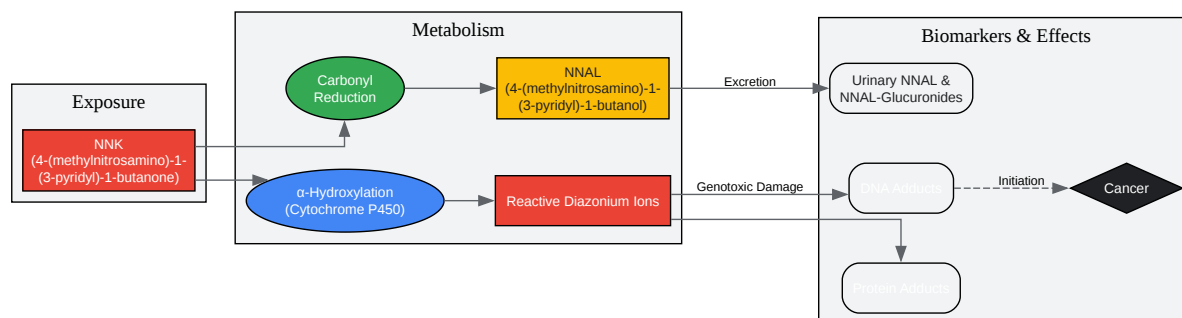 Exposure
NNK
(4-(methylnitrosamino)-1-
(3-pyridyl)-1-butanone)
Metabolism
Carbonyl
Reduction
α-Hydroxylation
(Cytochrome P450)
NNAL
(4-(methylnitrosamino)-1-
(3-pyridyl)-1-butanol)
Reactive Diazonium Ions
Excretion
Genotoxic Damage
Biomarkers & Effects
Urinary NNAL &
NNAL-Glucuronides
DNA Adducts
Initiation
Cancer
Protein Adducts